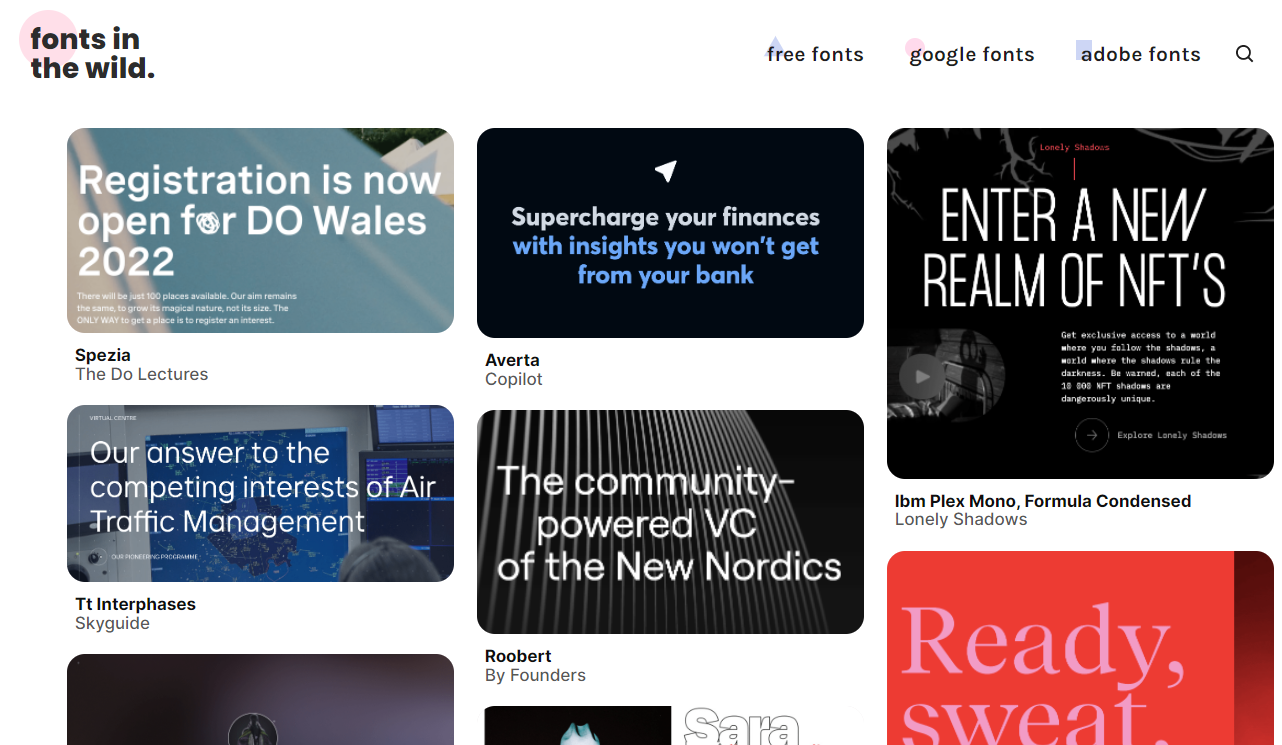 fonts in
the wild.
free fonts
google fonts
adobe fonts
Registration is now
open for DO Wales
2022
There will be just 100 places available. Our aim remains
the same, to grow its magical nature, not its size. The
ONLY WAY to get a place is to register an interest.
Spezia
The Do Lectures
VIRTUAL CENTRE
Our answer to the
competing interests of Air
Traffic Management
OUR PIONEERING PROGRAMME
Tt Interphases
Skyguide
Supercharge your finances
with insights you won't get
from your bank
Averta
Copilot
The community-
powered VC
of the New Nordics
Roobert
By Founders
Sara
Lonely Shadows
ENTER A NEW
REALM OF NFT'S
Get exclusive access to a world
where you follow the shadows, a
world where the shadows rule the
darkness. Be warned, each of the
10 000 NFT shadows are
dangerously unique.
Explore Lonely Shadows
Ibm Plex Mono, Formula Condensed
Lonely Shadows
Ready,
sweat,